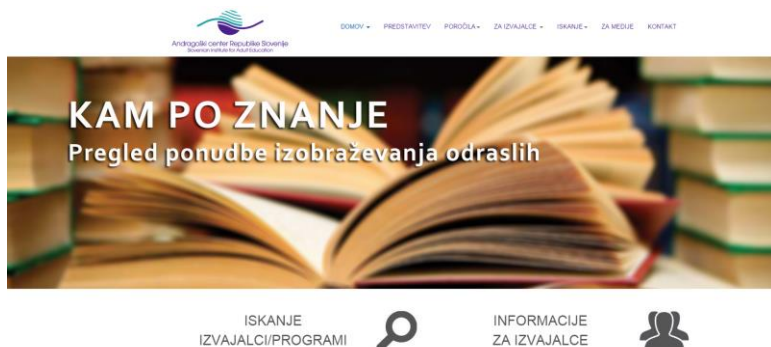 Andragoški center Republike Slovenije
Slovenian Institute for Adult Education
DOMOV
PREDSTAVITEV
POROČILA
ZA IZVAJALCE
ISKANJE
ZA MEDIJE
KONTAKT
KAM PO ZNANJE
Pregled ponudbe izobraževanja odraslih
ISKANJE
IZVAJALCI/PROGRAMI
INFORMACIJE
ZA IZVAJALCE